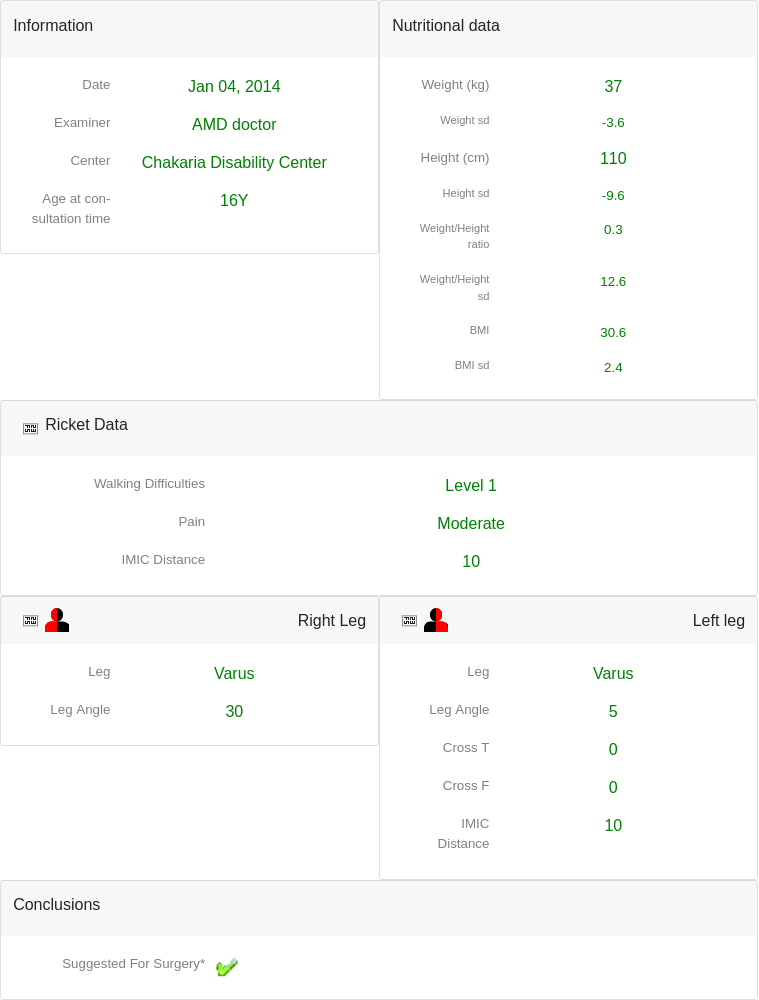 Information
Date Jan 04, 2014
Examiner AMD doctor
Center Chakaria Disability Center
Age at con- 16Y
sultation time
Nutritional data
Weight (kg) 37
Weight sd -3.6
Height (cm) 110
Height sd -9.6
Weight/Height 0.3
ratio
Weight/Height 12.6
sd
BMI 30.6
BMI sd 2.4
Ricket Data
Walking Difficulties Level 1
Pain Moderate
IMIC Distance 10
Right Leg
Leg Varus
Leg Angle 30
Left leg
Leg Varus
Leg Angle 5
Cross T 0
Cross F 0
IMIC 10
Distance
Conclusions
Suggested For Surgery*